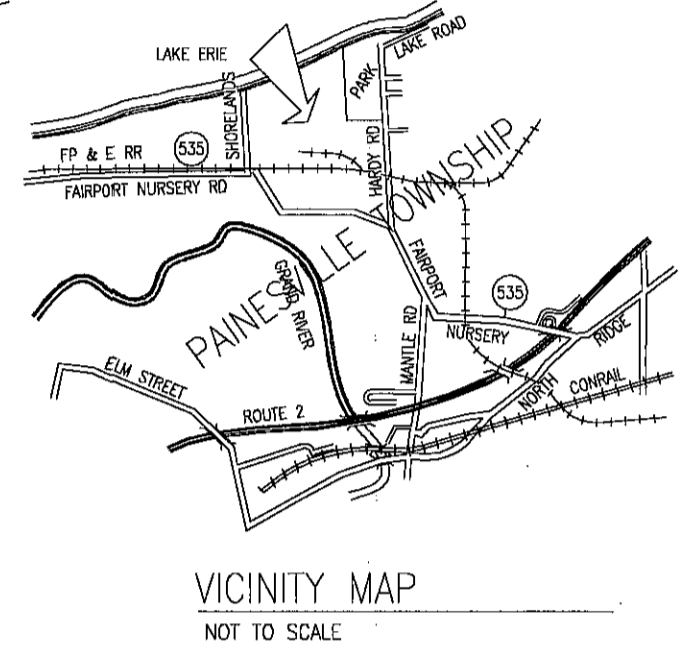 LAKE ERIE
LAKE ROAD
SHORELANDS
PARK
FP & E RR
535
HARDY RD
FAIRPORT NURSERY RD
PAINESVILLE TOWNSHIP
GRAND RIVER
FAIRPORT
535
NURSERY
MANTLE RD
RIDGE
ELM STREET
CONRAIL
NORTH
ROUTE 2
VICINITY MAP
NOT TO SCALE